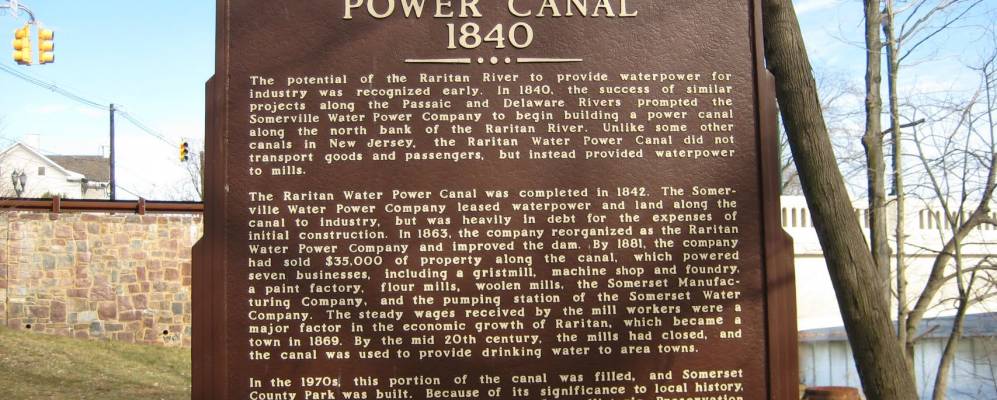 POWER CANAL
1840
The potential of the Raritan River to provide waterpower for
industry was recognized early. In 1840, the success of similar
projects along the Passaic and Delaware Rivers prompted the
Somerville Water Power Company to begin building a power canal
along the north bank of the Raritan River. Unlike some other
canals in New Jersey, the Raritan Water Power Canal did not
transport goods and passengers, but instead provided waterpower
to mills.
The Raritan Water Power Canal was completed in 1842. The Somer-
ville Water Power Company leased waterpower and land along the
canal to industry, but was heavily in debt for the expenses of
initial construction. In 1863, the company reorganized as the Raritan
Water Power Company and improved the dam. By 1881, the company
had sold $35,000 of property along the canal, which powered
seven businesses, including a gristmill, machine shop and foundry,
a paint factory, flour mills, woolen mills, the Somerset Manufac-
turing Company, and the pumping station of the Somerset Water
Company. The steady wages received by the mill workers were a
major factor in the economic growth of Raritan, which became a
town in 1869. By the mid 20th century, the mills had closed, and
the canal was used to provide drinking water to area towns.
In the 1970s, this portion of the canal was filled, and Somerset
County Park was built. Because of its significance to local history,
Historic Preservation